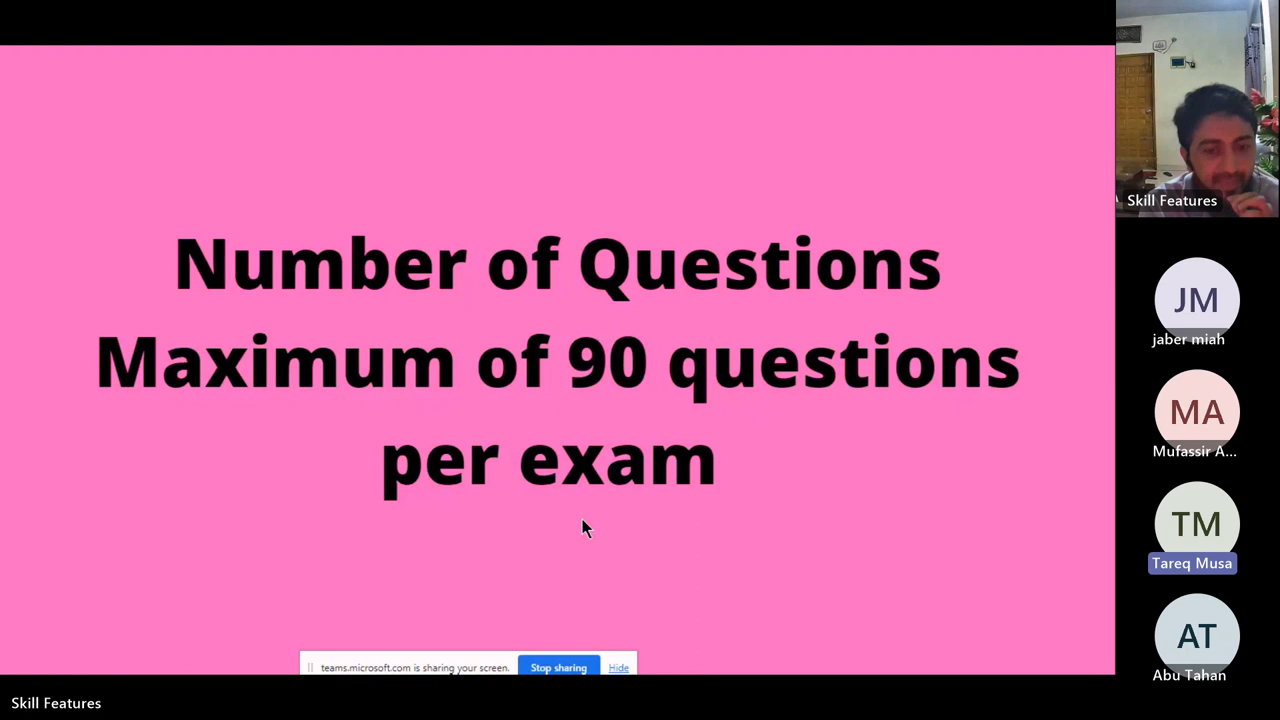 Number of Questions
Maximum of 90 questions
per exam
teams.microsoft.com is sharing your screen.
Stop sharing
Hide
Skill Features
Skill Features
JM
jaber miah
MA
Mufassir A...
TM
Tareq Musa
AT
Abu Tahan